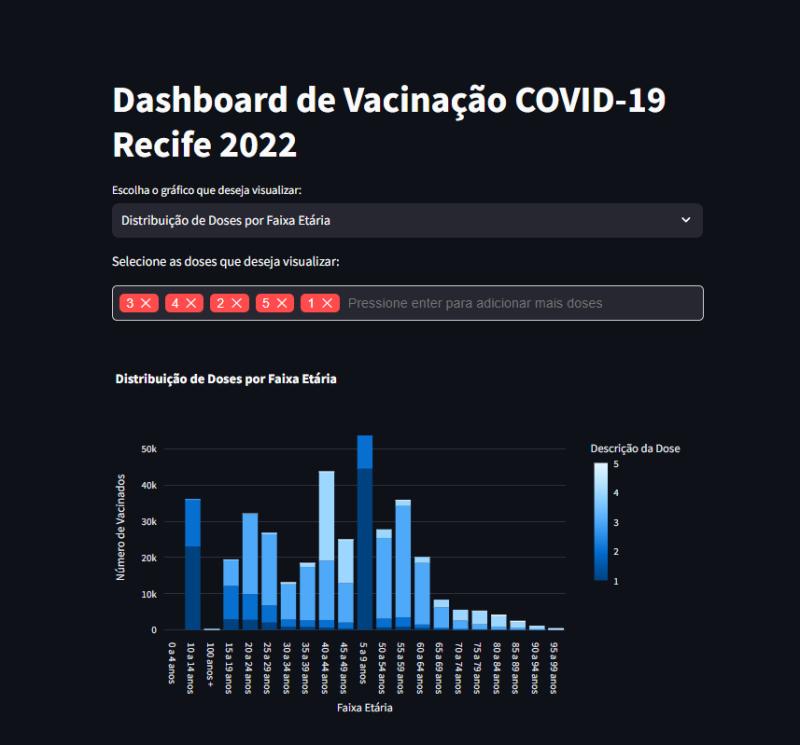 Dashboard de Vacinação COVID-19
Recife 2022
Escolha o gráfico que deseja visualizar:
Distribuição de Doses por Faixa Etária
Selecione as doses que deseja visualizar:
3 4 2 5 1 Pressione enter para adicionar mais doses
Distribuição de Doses por Faixa Etária
Número de Vacinados
50k
40k
30k
20k
10k
0
0 a 4 anos
10 a 14 anos
100 anos +
15 a 19 anos
20 a 24 anos
25 a 29 anos
30 a 34 anos
35 a 39 anos
40 a 44 anos
45 a 49 anos
5 a 9 anos
50 a 54 anos
55 a 59 anos
60 a 64 anos
65 a 69 anos
70 a 74 anos
75 a 79 anos
80 a 84 anos
85 a 89 anos
90 a 94 anos
95 a 99 anos
Faixa Etária
Descrição da Dose
5
4
3
2
1